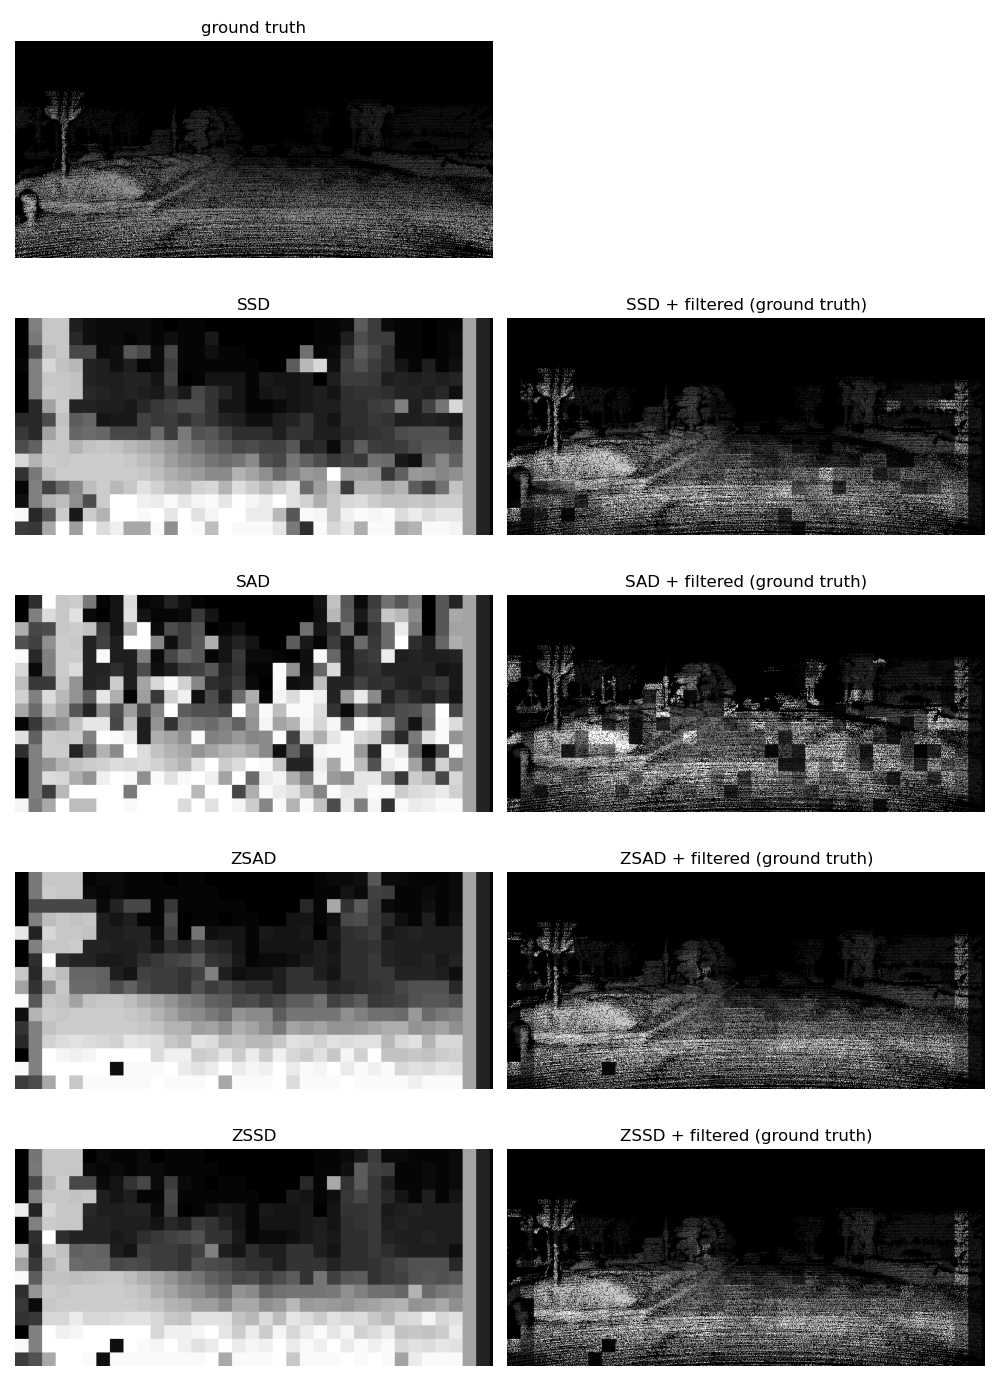 ground truth
SSD
SSD + filtered (ground truth)
SAD
SAD + filtered (ground truth)
ZSAD
ZSAD + filtered (ground truth)
ZSSD
ZSSD + filtered (ground truth)